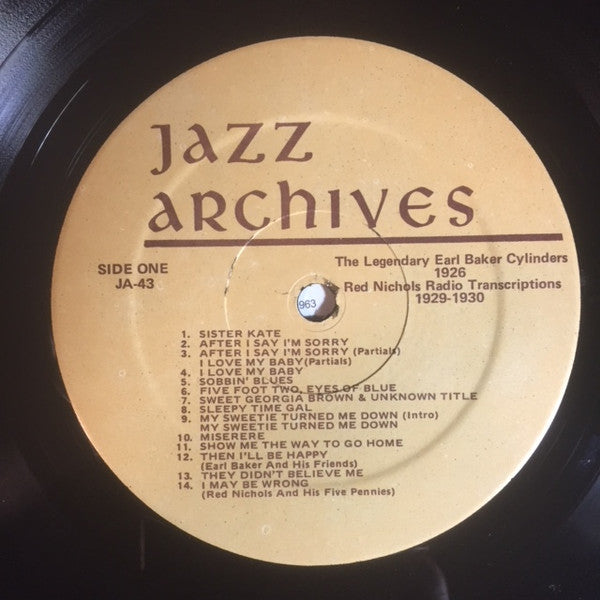 JAZZ
ARCHIVES
SIDE ONE
JA-43
The Legendary Earl Baker Cylinders
1926
Red Nichols Radio Transcriptions
1929-1930
963
1. SISTER KATE
2. AFTER I SAY I'M SORRY
3. AFTER I SAY I'M SORRY (Partials)
I LOVE MY BABY (Partials)
4. I LOVE MY BABY
5. SOBBIN' BLUES
6. FIVE FOOT TWO, EYES OF BLUE
7. SWEET GEORGIA BROWN & UNKNOWN TITLE
8. SLEEPY TIME GAL
9. MY SWEETIE TURNED ME DOWN (Intro)
MY SWEETIE TURNED ME DOWN
10. MISERERE
11. SHOW ME THE WAY TO GO HOME
12. THEN I'LL BE HAPPY
(Earl Baker And His Friends)
13. THEY DIDN'T BELIEVE ME
14. I MAY BE WRONG
(Red Nichols And His Five Pennies)